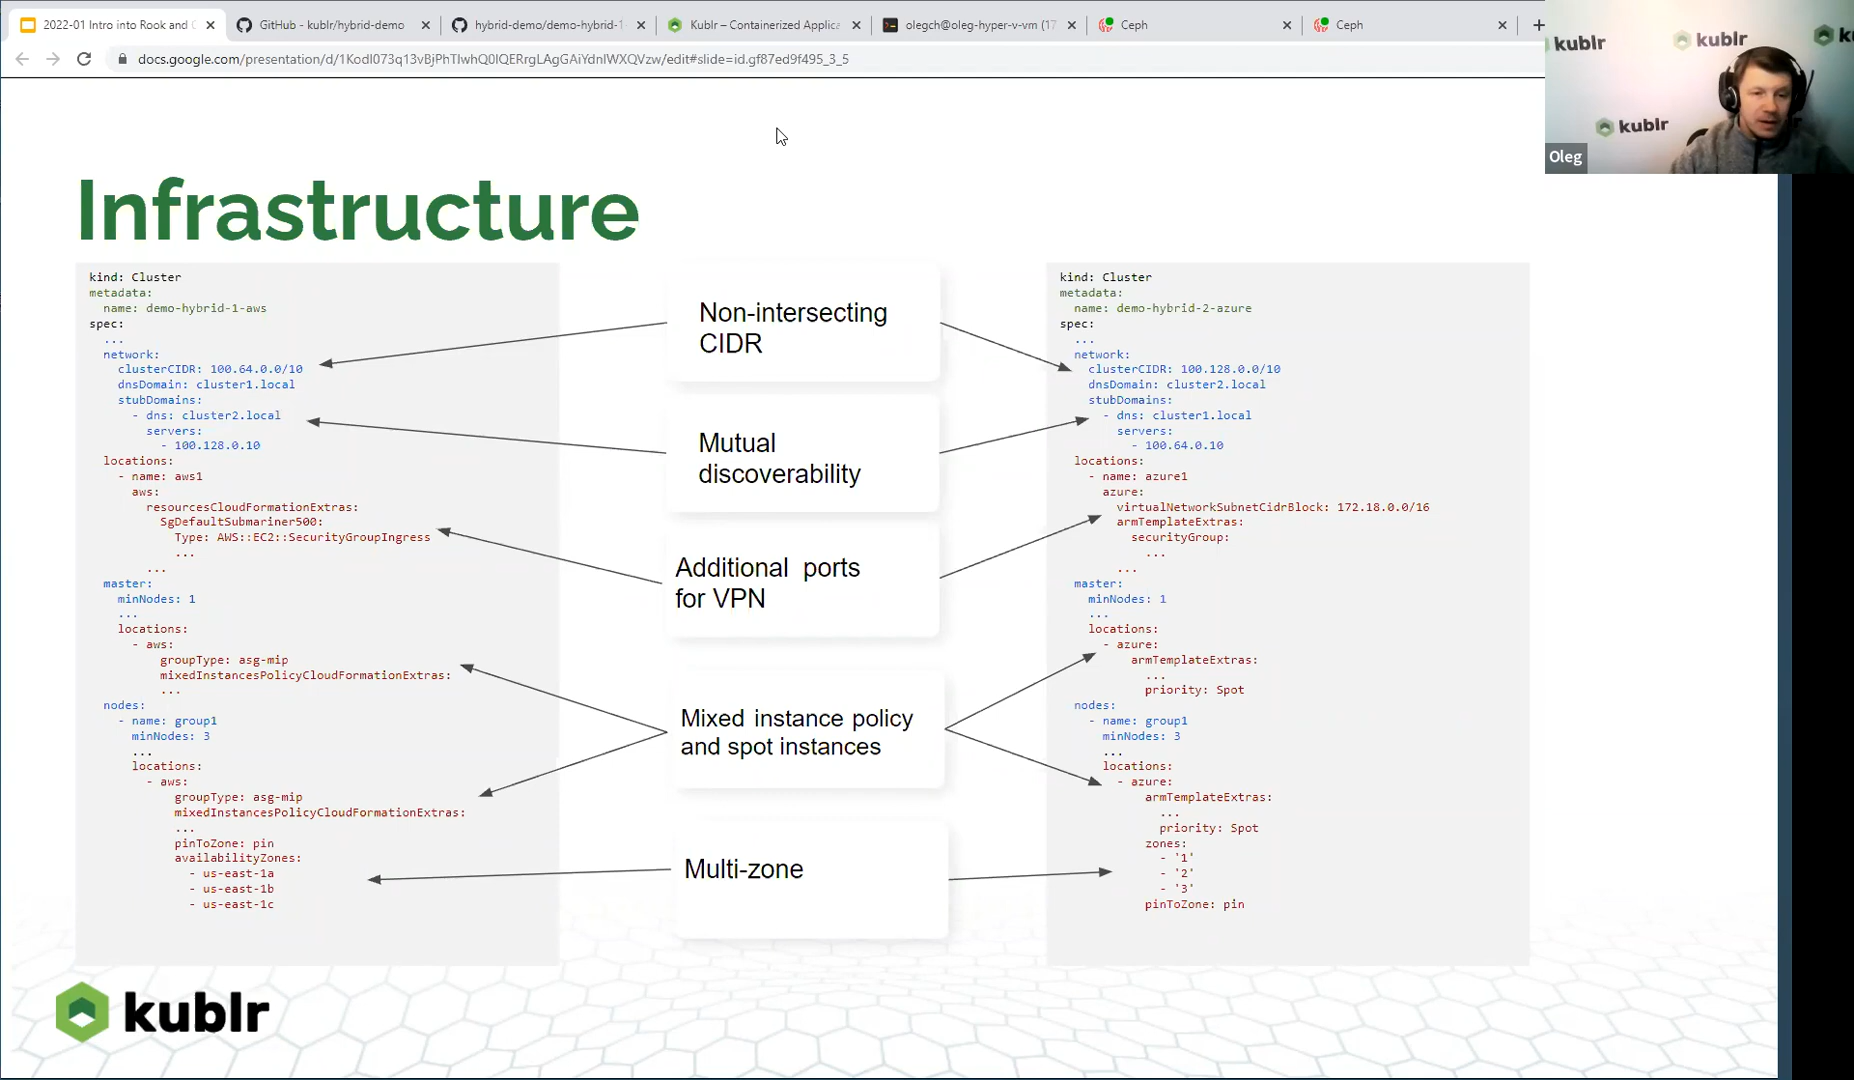 2022-01 Intro into Rook and
GitHub - kublr/hybrid-demo
hybrid-demo/demo-hybrid-1
Kublr – Containerized Applica
olegch@oleg-hyper-v-vm (17
Ceph
Ceph
docs.google.com/presentation/d/1Kodl073q13vBjPhTIwhQ0lQERrgLAgGAiYdnlWXQVzw/edit#slide=id.gf87ed9f495_3_5
kublr
kublr
kublr
Oleg
Infrastructure
kind: Cluster
metadata:
name: demo-hybrid-1-aws
spec:
...
network:
clusterCIDR: 100.64.0.0/10
dnsDomain: cluster1.local
stubDomains:
- dns: cluster2.local
servers:
- 100.128.0.10
locations:
- name: aws1
aws:
resourcesCloudFormationExtras:
SgDefaultSubmariner500:
Type: AWS::EC2::SecurityGroupIngress
...
...
master:
minNodes: 1
...
locations:
- aws:
groupType: asg-mip
mixedInstancesPolicyCloudFormationExtras:
...
nodes:
- name: group1
minNodes: 3
...
locations:
- aws:
groupType: asg-mip
mixedInstancesPolicyCloudFormationExtras:
...
pinToZone: pin
availabilityZones:
- us-east-1a
- us-east-1b
- us-east-1c
Non-intersecting
CIDR
Mutual
discoverability
Additional ports
for VPN
Mixed instance policy
and spot instances
Multi-zone
kind: Cluster
metadata:
name: demo-hybrid-2-azure
spec:
...
network:
clusterCIDR: 100.128.0.0/10
dnsDomain: cluster2.local
stubDomains:
- dns: cluster1.local
servers:
- 100.64.0.10
locations:
- name: azure1
azure:
virtualNetworkSubnetCidrBlock: 172.18.0.0/16
armTemplateExtras:
securityGroup:
...
...
master:
minNodes: 1
...
locations:
- azure:
armTemplateExtras:
...
priority: Spot
nodes:
- name: group1
minNodes: 3
...
locations:
- azure:
armTemplateExtras:
...
priority: Spot
zones:
- '1'
- '2'
- '3'
pinToZone: pin
kublr